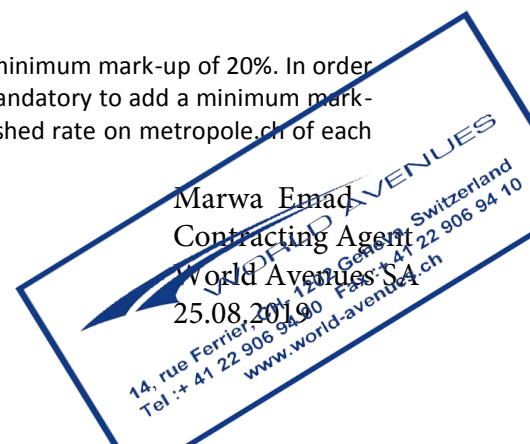 minimum mark-up of 20%. In order
andatory to add a minimum mark-
shed rate on metropole.ch of each
Marwa Emad
Contracting Agent
World Avenues SA
25.08.2019
WORLD AVENUES
14, rue Ferrier, CH, 1202 Geneva, Switzerland
Tel :+ 41 22 906 94 00 Fax :+ 41 22 906 94 10
www.world-avenues.ch